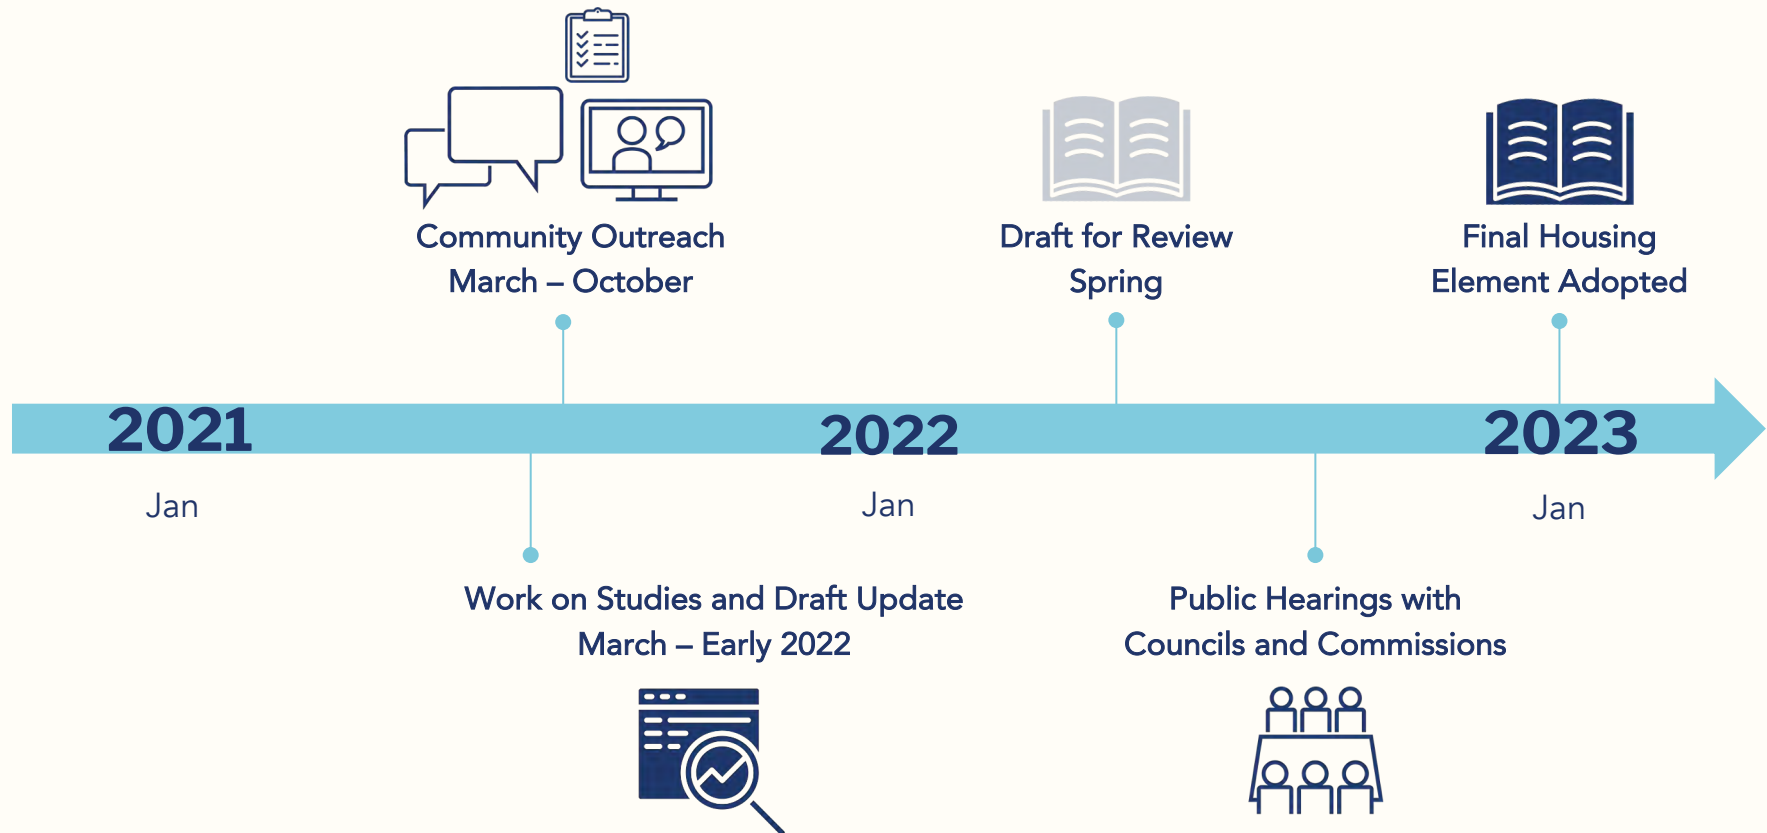 Community Outreach
March – October
Draft for Review
Spring
Final Housing
Element Adopted
2021
2022
2023
Jan
Jan
Jan
Work on Studies and Draft Update
March – Early 2022
Public Hearings with
Councils and Commissions